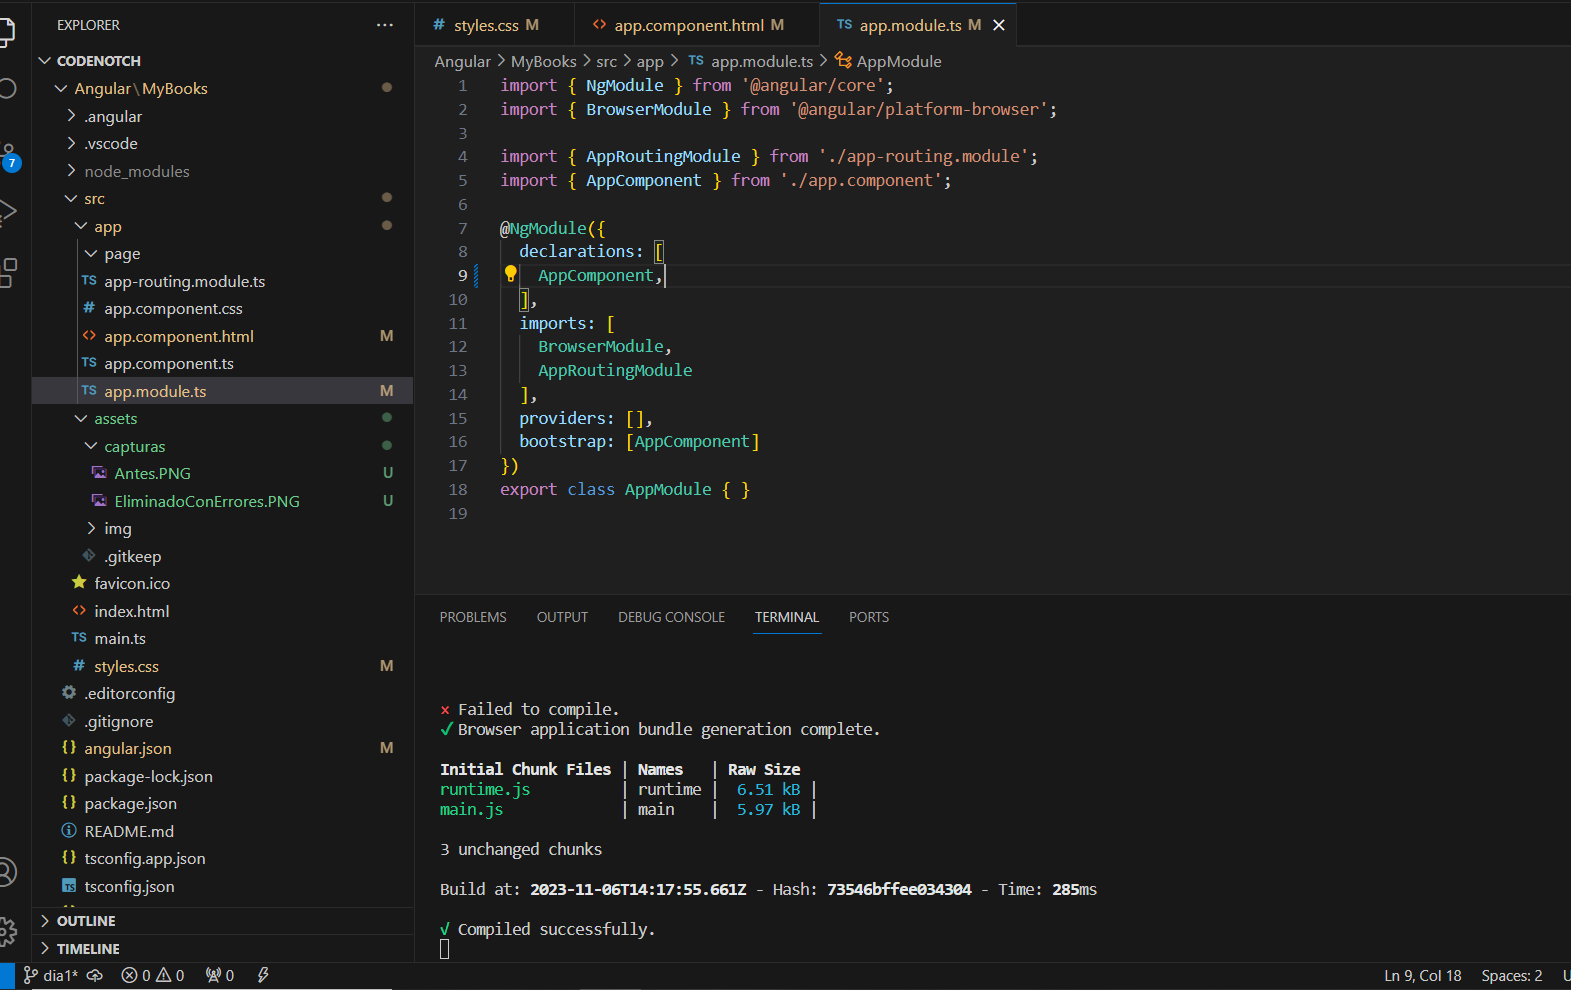 EXPLORER ...
CODENOTCH
Angular\MyBooks
.angular
.vscode
node_modules
src
app
page
TS app-routing.module.ts
# app.component.css
<> app.component.html M
TS app.component.ts
TS app.module.ts M
assets
capturas
Antes.PNG U
EliminadoConErrores.PNG U
img
.gitkeep
favicon.ico
<> index.html
TS main.ts
# styles.css M
.editorconfig
.gitignore
{} angular.json M
{} package-lock.json
{} package.json
README.md
{} tsconfig.app.json
TS tsconfig.json
OUTLINE
TIMELINE
7
# styles.css M
<> app.component.html M
TS app.module.ts M ×
Angular > MyBooks > src > app > TS app.module.ts > AppModule
1 import { NgModule } from '@angular/core';
2 import { BrowserModule } from '@angular/platform-browser';
3
4 import { AppRoutingModule } from './app-routing.module';
5 import { AppComponent } from './app.component';
6
7 @NgModule({
8 declarations: [
9 AppComponent,
10 ],
11 imports: [
12 BrowserModule,
13 AppRoutingModule
14 ],
15 providers: [],
16 bootstrap: [AppComponent]
17 })
18 export class AppModule { }
19
PROBLEMS OUTPUT DEBUG CONSOLE TERMINAL PORTS
× Failed to compile.
✓ Browser application bundle generation complete.
Initial Chunk Files | Names | Raw Size
runtime.js | runtime | 6.51 kB |
main.js | main | 5.97 kB |
3 unchanged chunks
Build at: 2023-11-06T14:17:55.661Z - Hash: 73546bffee034304 - Time: 285ms
√ Compiled successfully.
dia1* 0 0 0 Ln 9, Col 18 Spaces: 2